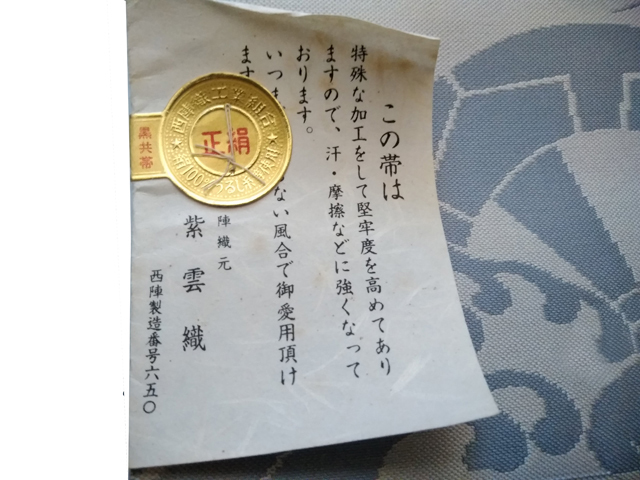 この帯は
特殊な加工をして堅牢度を高めてあり
ますので、汗・摩擦などに強くなって
おります。
いつま
ない風合で御愛用頂け
ます
陣織元
紫雲織
西陣製造番号六五〇
西陣織工業組合
正絹
黒共帯